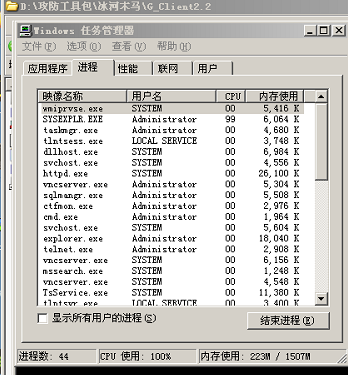 D:\攻防工具包\冰河木马\G_Client2.2
Windows 任务管理器
文件(F) 选项(O) 查看(V) 帮助(H)
应用程序 进程 性能 联网 用户
映像名称 用户名 CPU 内存使用
wmiprvse.exe SYSTEM 00 5,416 K
SYSEXPLR.EXE Administrator 99 6,064 K
taskmgr.exe Administrator 00 4,680 K
tlntsess.exe LOCAL SERVICE 00 3,748 K
dllhost.exe SYSTEM 00 6,984 K
svchost.exe SYSTEM 00 4,556 K
httpd.exe SYSTEM 00 26,100 K
vncserver.exe Administrator 00 5,304 K
sqlmangr.exe Administrator 00 5,508 K
ctfmon.exe Administrator 00 2,976 K
cmd.exe Administrator 00 1,964 K
svchost.exe SYSTEM 00 5,604 K
explorer.exe Administrator 00 18,040 K
telnet.exe Administrator 00 2,908 K
vncserver.exe SYSTEM 00 6,156 K
mssearch.exe SYSTEM 00 1,248 K
vncserver.exe SYSTEM 00 4,548 K
TsService.exe SYSTEM 00 11,380 K
tlntsvr.exe LOCAL SERVICE 00 3,400 K
显示所有用户的进程(S) 结束进程(E)
进程数: 44 CPU 使用: 100% 内存使用: 223M / 1507M